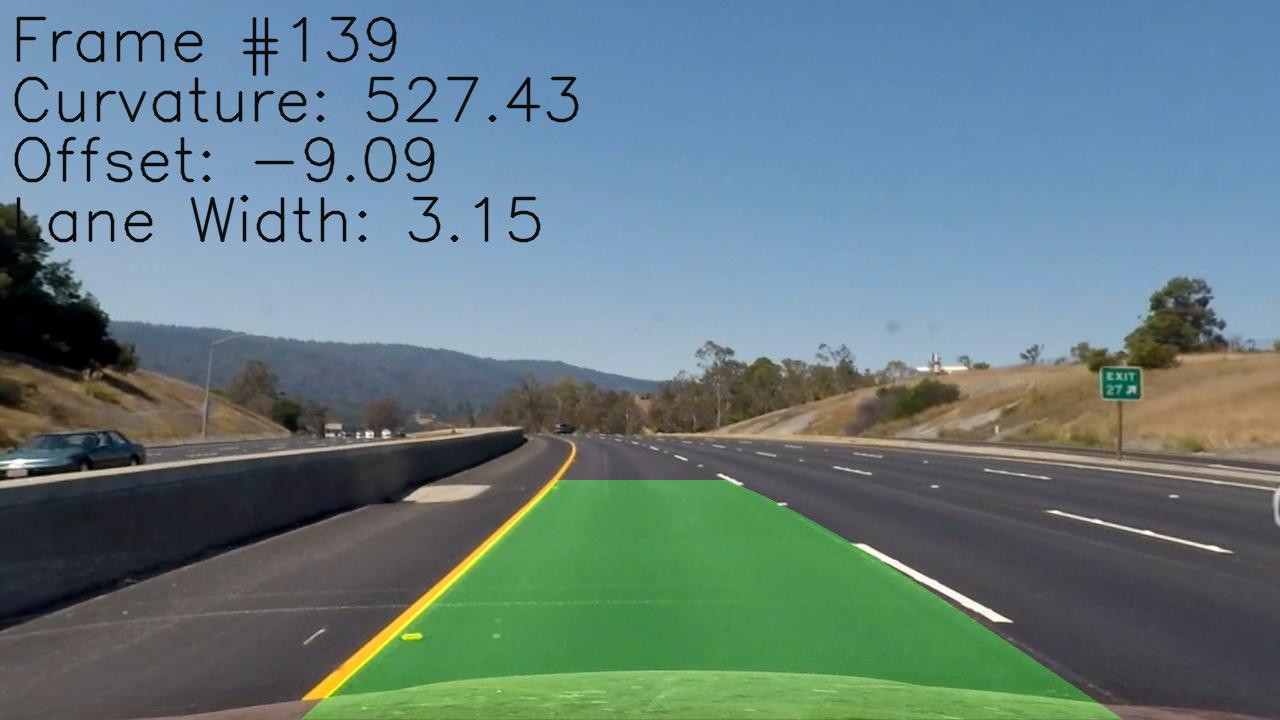 Frame #139
Curvature: 527.43
Offset: -9.09
Lane Width: 3.15
EXIT
27